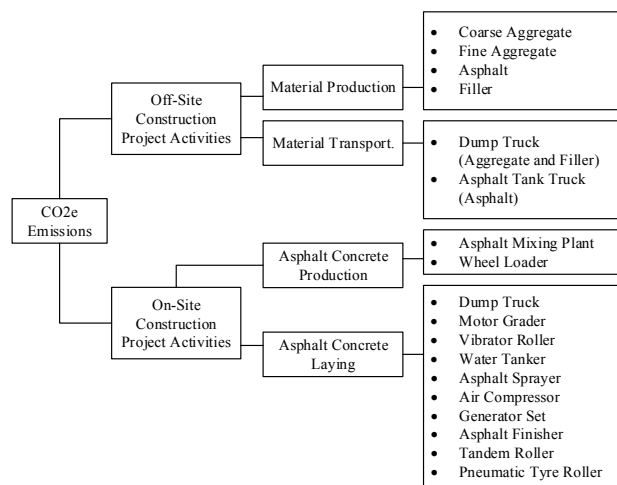 CO2e
Emissions
Off-Site
Construction
Project Activities
Material Production
• Coarse Aggregate
• Fine Aggregate
• Asphalt
• Filler
Material Transport.
• Dump Truck
(Aggregate and Filler)
• Asphalt Tank Truck
(Asphalt)
On-Site
Construction
Project Activities
Asphalt Concrete
Production
• Asphalt Mixing Plant
• Wheel Loader
Asphalt Concrete
Laying
• Dump Truck
• Motor Grader
• Vibrator Roller
• Water Tanker
• Asphalt Sprayer
• Air Compressor
• Generator Set
• Asphalt Finisher
• Tandem Roller
• Pneumatic Tyre Roller